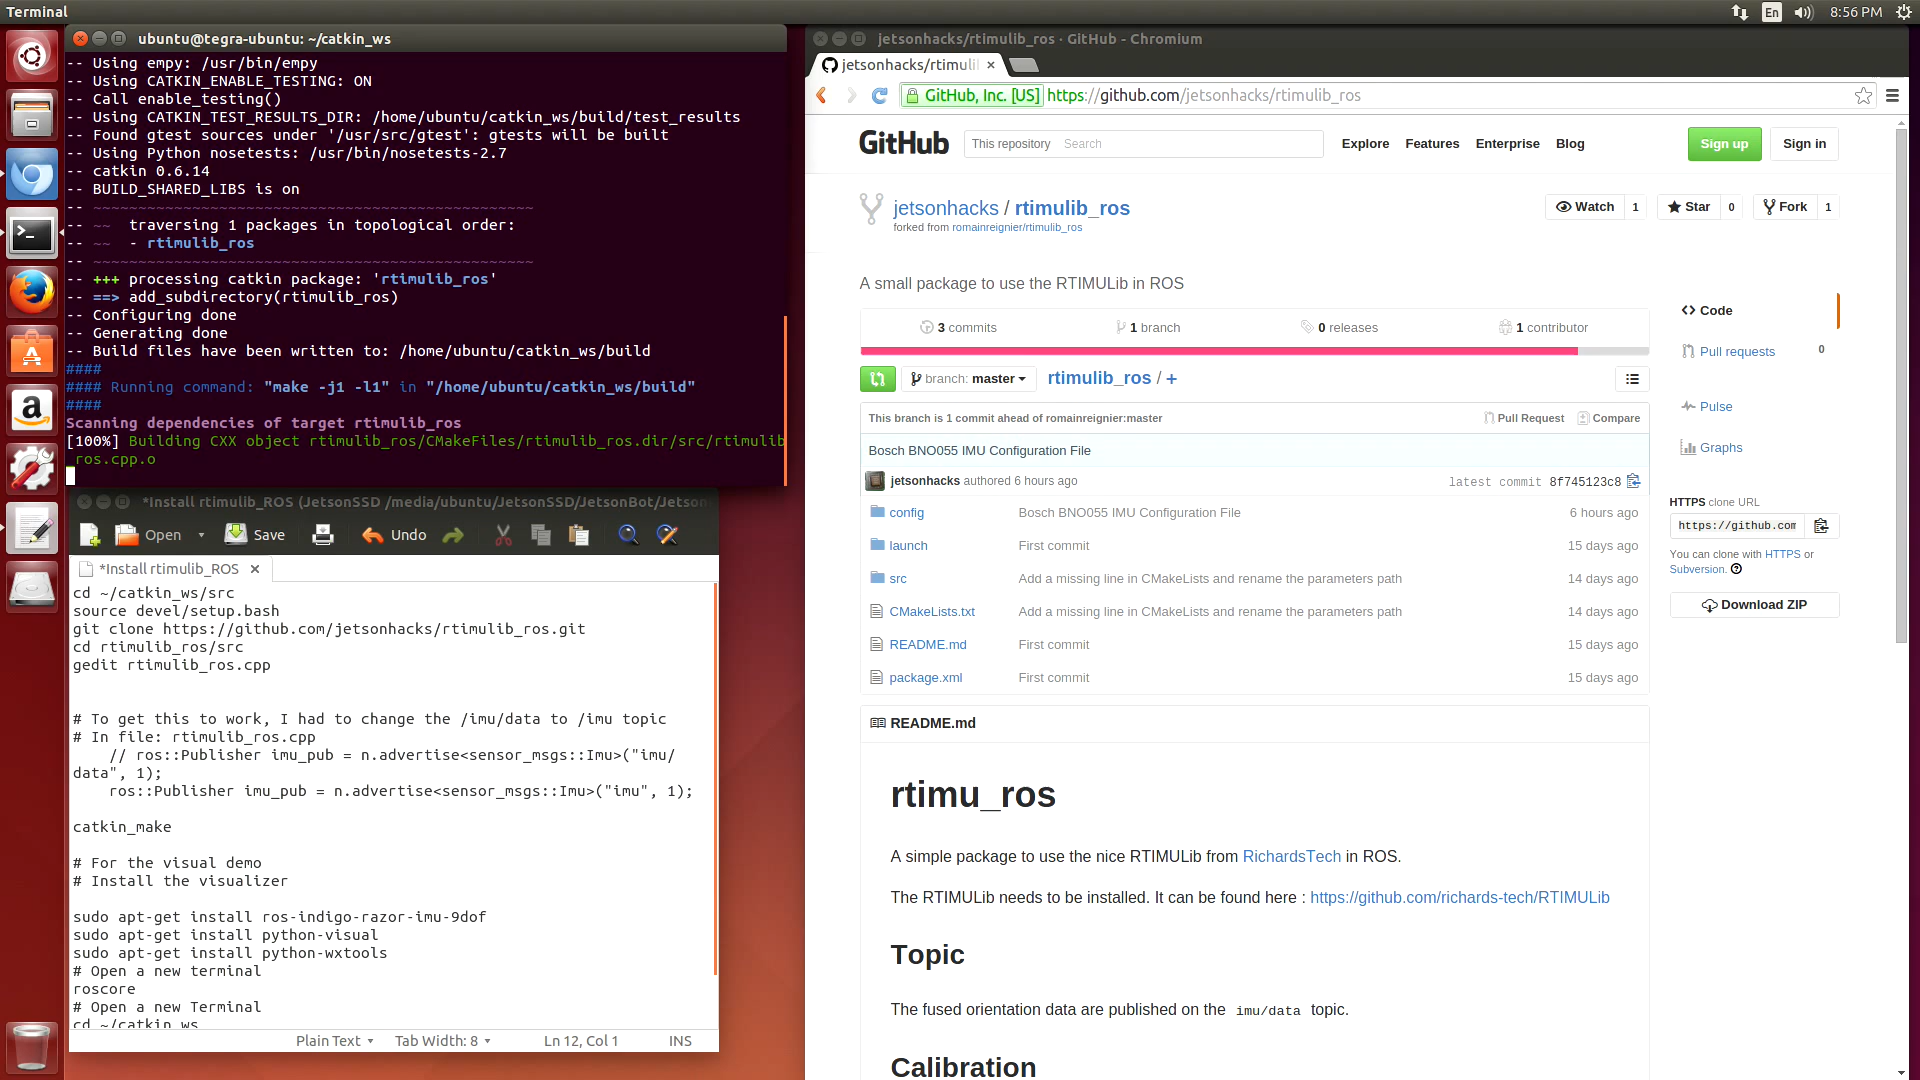 Terminal
En
8:56 PM
ubuntu@tegra-ubuntu: ~/catkin_ws
-- Using empy: /usr/bin/empy
-- Using CATKIN_ENABLE_TESTING: ON
-- Call enable_testing()
-- Using CATKIN_TEST_RESULTS_DIR: /home/ubuntu/catkin_ws/build/test_results
-- Found gtest sources under '/usr/src/gtest': gtests will be built
-- Using Python nosetests: /usr/bin/nosetests-2.7
-- catkin 0.6.14
-- BUILD_SHARED_LIBS is on
-- ~~~~~~~~~~~~~~~~~~~~~~~~~~~~~~~~~~~~~~~~~~~~~~~~~
-- ~~  traversing 1 packages in topological order:
-- ~~  - rtimulib_ros
-- ~~~~~~~~~~~~~~~~~~~~~~~~~~~~~~~~~~~~~~~~~~~~~~~~~
-- +++ processing catkin package: 'rtimulib_ros'
-- ==> add_subdirectory(rtimulib_ros)
-- Configuring done
-- Generating done
-- Build files have been written to: /home/ubuntu/catkin_ws/build
####
#### Running command: "make -j1 -l1" in "/home/ubuntu/catkin_ws/build"
####
Scanning dependencies of target rtimulib_ros
[100%] Building CXX object rtimulib_ros/CMakeFiles/rtimulib_ros.dir/src/rtimulib
_ros.cpp.o
*Install rtimulib_ROS (JetsonSSD /media/ubuntu/JetsonSSD/JetsonBot/Jetson
Open
Save
Undo
*Install rtimulib_ROS
cd ~/catkin_ws/src
source devel/setup.bash
git clone https://github.com/jetsonhacks/rtimulib_ros.git
cd rtimulib_ros/src
gedit rtimulib_ros.cpp
# To get this to work, I had to change the /imu/data to /imu topic
# In file: rtimulib_ros.cpp
// ros::Publisher imu_pub = n.advertise<sensor_msgs::Imu>("imu/
data", 1);
ros::Publisher imu_pub = n.advertise<sensor_msgs::Imu>("imu", 1);
catkin_make
# For the visual demo
# Install the visualizer
sudo apt-get install ros-indigo-razor-imu-9dof
sudo apt-get install python-visual
sudo apt-get install python-wxtools
# Open a new terminal
roscore
# Open a new Terminal
cd ~/catkin_ws
Plain Text
Tab Width: 8
Ln 12, Col 1
INS
jetsonhacks/rtimulib_ros · GitHub - Chromium
jetsonhacks/rtimuli
GitHub, Inc. [US] https://github.com/jetsonhacks/rtimulib_ros
GitHub
This repository
Search
Explore
Features
Enterprise
Blog
Sign up
Sign in
jetsonhacks / rtimulib_ros
forked from romainreignier/rtimulib_ros
Watch 1
Star 0
Fork 1
A small package to use the RTIMULib in ROS
3 commits
1 branch
0 releases
1 contributor
branch: master
rtimulib_ros / +
This branch is 1 commit ahead of romainreignier:master
Pull Request
Compare
Bosch BNO055 IMU Configuration File
jetsonhacks authored 6 hours ago
latest commit 8f745123c8
config Bosch BNO055 IMU Configuration File 6 hours ago
launch First commit 15 days ago
src Add a missing line in CMakeLists and rename the parameters path 14 days ago
CMakeLists.txt Add a missing line in CMakeLists and rename the parameters path 14 days ago
README.md First commit 15 days ago
package.xml First commit 15 days ago
README.md
rtimu_ros
A simple package to use the nice RTIMULib from RichardsTech in ROS.
The RTIMULib needs to be installed. It can be found here : https://github.com/richards-tech/RTIMULib
Topic
The fused orientation data are published on the imu/data topic.
Calibration
Code
Pull requests 0
Pulse
Graphs
HTTPS clone URL
https://github.com
You can clone with HTTPS or
Subversion.
Download ZIP